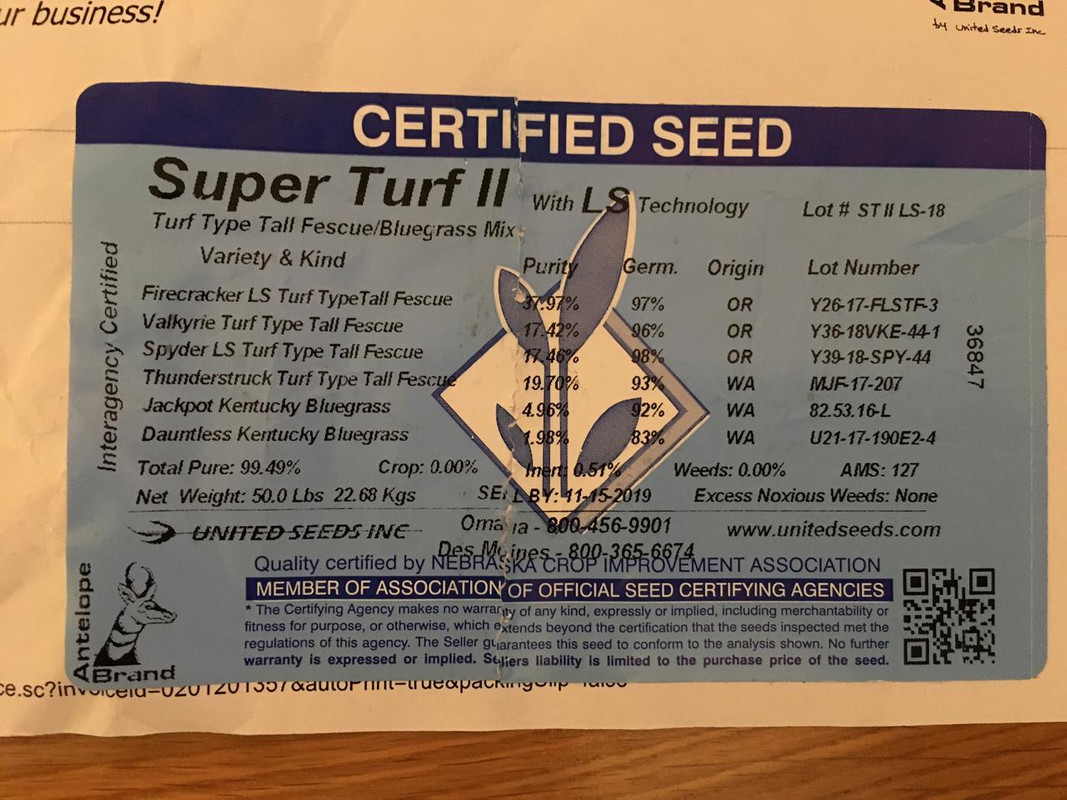 ur business!
Brand
by United Seeds Inc.
CERTIFIED SEED
Super Turf II With LS Technology Lot # ST II LS-18
Turf Type Tall Fescue/Bluegrass Mix
Variety & Kind Purity Germ. Origin Lot Number
Firecracker LS Turf TypeTall Fescue 37.97% 97% OR Y26-17-FLSTF-3
Valkyrie Turf Type Tall Fescue 17.42% 96% OR Y36-18VKE-44-1
Spyder LS Turf Type Tall Fescue 17.46% 98% OR Y39-18-SPY-44
Thunderstruck Turf Type Tall Fescue 19.70% 93% WA MJF-17-207
Jackpot Kentucky Bluegrass 4.96% 92% WA 82.53.16-L
Dauntless Kentucky Bluegrass 1.98% 83% WA U21-17-190E2-4
Interagency Certified
36847
Total Pure: 99.49% Crop: 0.00% Inert: 0.51% Weeds: 0.00% AMS: 127
Net Weight: 50.0 Lbs 22.68 Kgs SELL BY: 11-15-2019 Excess Noxious Weeds: None
UNITED SEEDS INC Omaha - 800-456-9901 www.unitedseeds.com
Des Moines - 800-365-6674
Quality certified by NEBRASKA CROP IMPROVEMENT ASSOCIATION
MEMBER OF ASSOCIATION OF OFFICIAL SEED CERTIFYING AGENCIES
* The Certifying Agency makes no warranty of any kind, expressly or implied, including merchantability or
fitness for purpose, or otherwise, which extends beyond the certification that the seeds inspected met the
regulations of this agency. The Seller guarantees this seed to conform to the analysis shown. No further
warranty is expressed or implied. Sellers liability is limited to the purchase price of the seed.
Antelope
Brand
ce.sc?invoiceid=0201201357&autoPrint=true&packingSlip=false